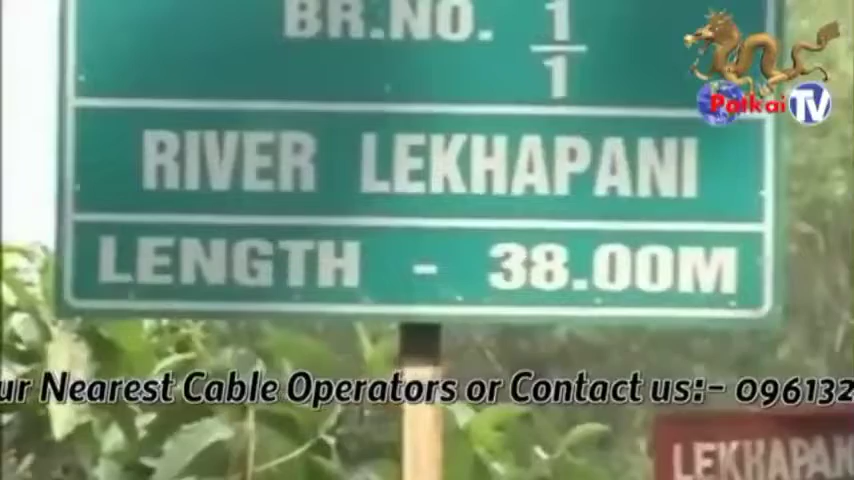 BR.NO. 1/1
Patkai TV
RIVER LEKHAPANI
LENGTH - 38.00M
ur Nearest Cable Operators or Contact us:- 096132
LEKHAPAN